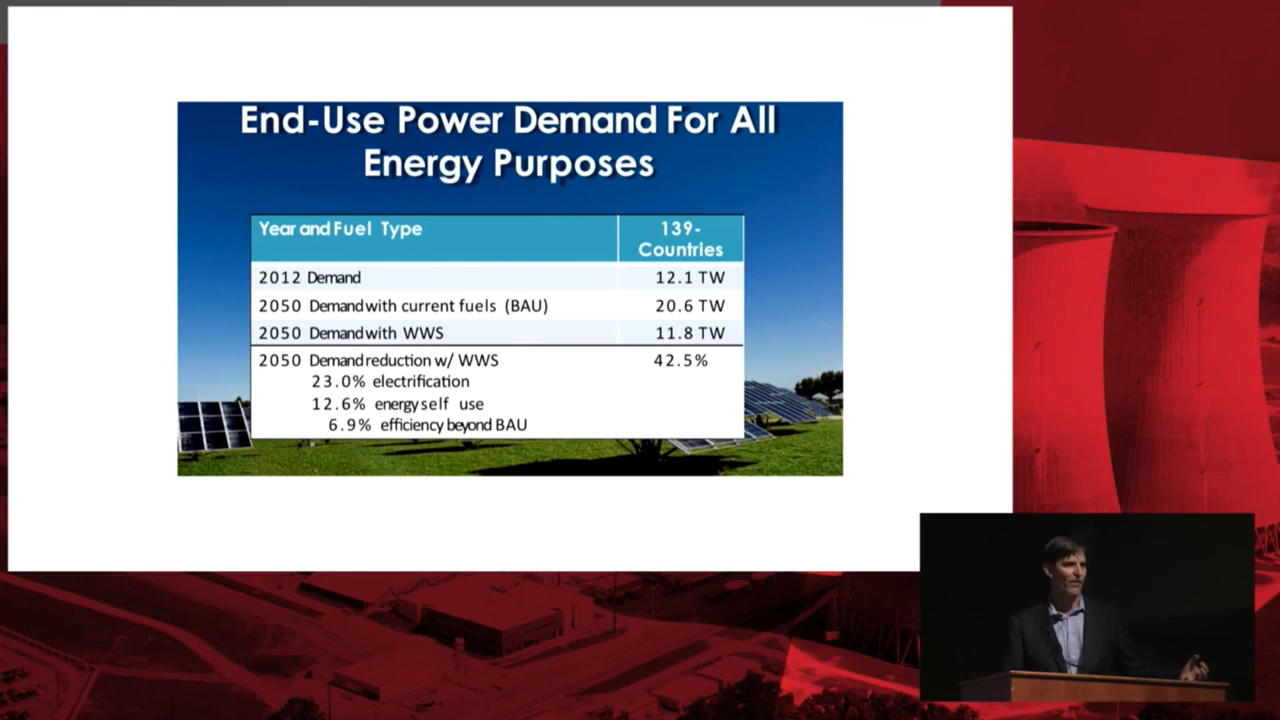 End-Use Power Demand For All
Energy Purposes
Year and Fuel Type
139-
Countries
2012 Demand 12.1 TW
2050 Demand with current fuels (BAU) 20.6 TW
2050 Demand with WWS 11.8 TW
2050 Demand reduction w/ WWS 42.5%
23.0% electrification
12.6% energy self use
6.9% efficiency beyond BAU